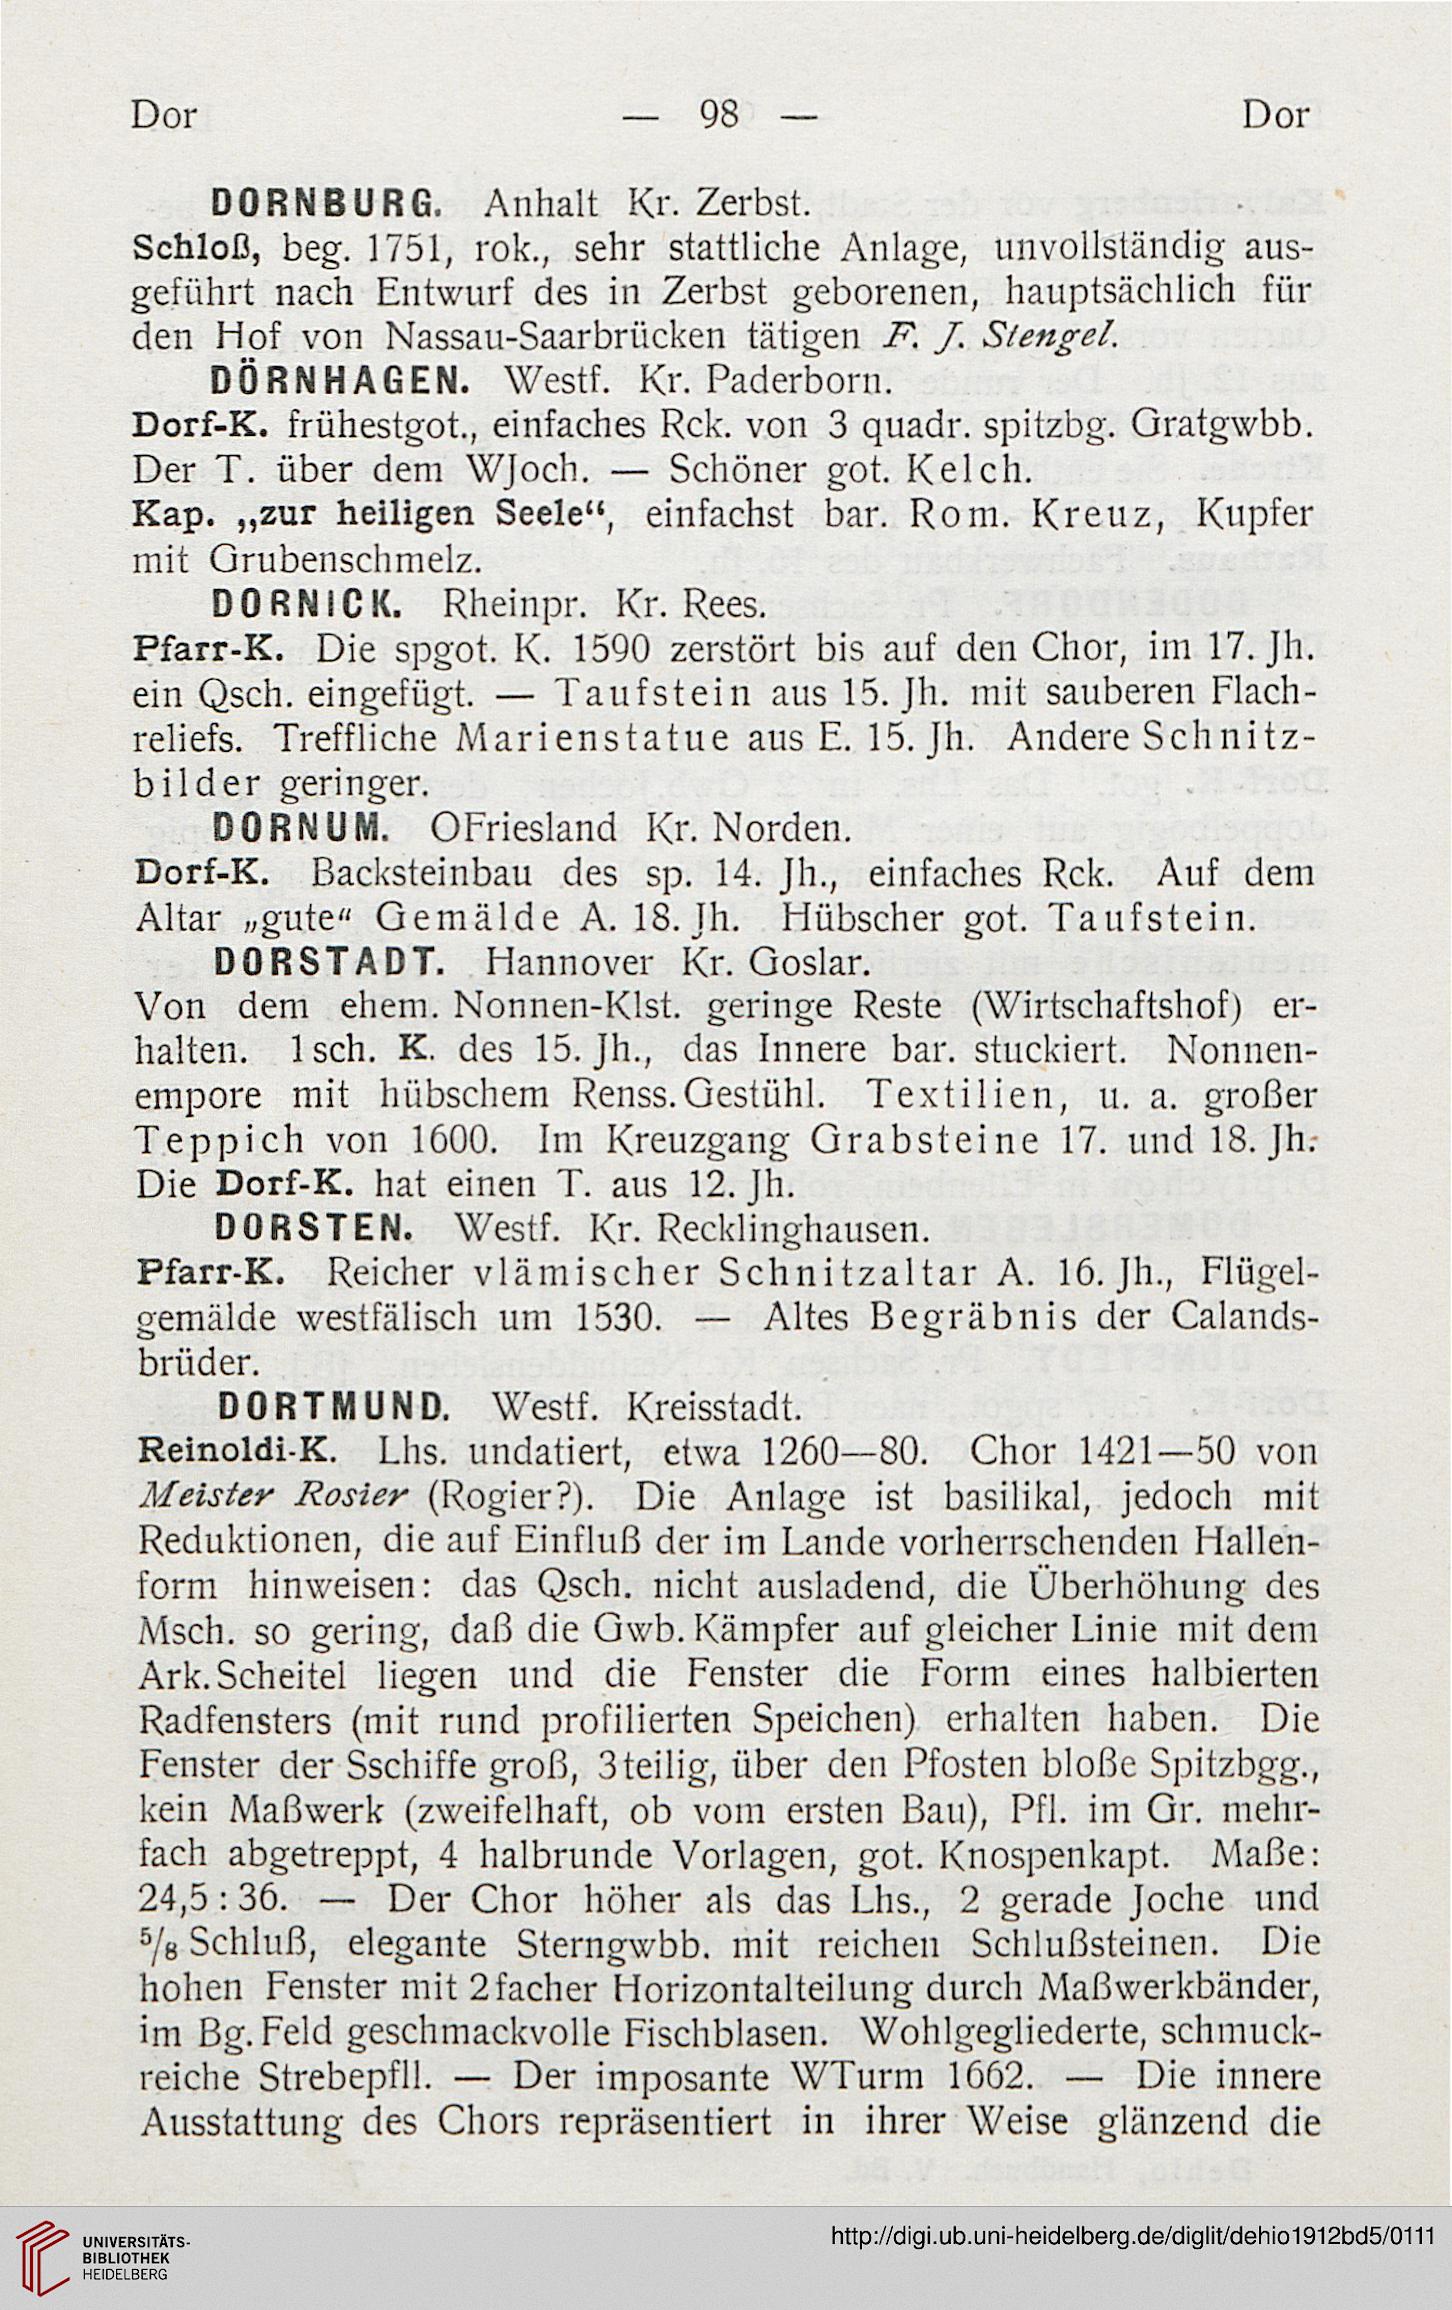 Dor — 98 — Dor
DORNBURG. Anhalt Kr. Zerbst.
Schloß, beg. 1751, rok., sehr stattliche Anlage, unvollständig aus-
geführt nach Entwurf des in Zerbst geborenen, hauptsächlich für
den Hof von Nassau-Saarbrücken tätigen F. J. Stengel.
DÖRNHAGEN. Westf. Kr. Paderborn.
Dorf-K. frühestgot., einfaches Rck. von 3 quadr. spitzbg. Gratgwbb.
Der T. über dem WJoch. — Schöner got. Kelch.
Kap. „zur heiligen Seele“, einfachst bar. Rom. Kreuz, Kupfer
mit Grubenschmelz.
DORNICK. Rheinpr. Kr. Rees.
Pfarr-K. Die spgot. K. 1590 zerstört bis auf den Chor, im 17. Jh.
ein Qsch. eingefügt. — Taufstein aus 15. Jh. mit sauberen Flach-
reliefs. Treffliche Marienstatue aus E. 15. Jh. Andere Schnitz-
bilder geringer.
DORNUM. OFriesland Kr. Norden.
Dorf-K. Backsteinbau des sp. 14. Jh., einfaches Rck. Auf dem
Altar „gute“ Gemälde A. 18. Jh. Hübscher got. Taufstein.
DORSTADT. Hannover Kr. Goslar.
Von dem ehem. Nonnen-Klst. geringe Reste (Wirtschaftshof) er-
halten. 1sch. K. des 15. Jh., das Innere bar. stuckiert. Nonnen-
empore mit hübschem Renss. Gestühl. Textilien, u. a. großer
Teppich von 1600. Im Kreuzgang Grabsteine 17. und 18. Jh.
Die Dorf-K. hat einen T. aus 12. Jh.
DORSTEN. Westf. Kr. Recklinghausen.
Pfarr-K. Reicher vlämischer Schnitzaltar A. 16. Jh., Flügel-
gemälde westfälisch um 1530. — Altes Begräbnis der Calands-
brüder.
DORTMUND. Westf. Kreisstadt.
Reinoldi-K. Lhs. undatiert, etwa 1260—80. Chor 1421—50 von
Meister Rosier (Rogier?). Die Anlage ist basilikal, jedoch mit
Reduktionen, die auf Einfluß der im Lande vorherrschenden Hallen-
form hinweisen: das Qsch. nicht ausladend, die Überhöhung des
Msch. so gering, daß die Gwb. Kämpfer auf gleicher Linie mit dem
Ark. Scheitel liegen und die Fenster die Form eines halbierten
Radfensters (mit rund profilierten Speichen) erhalten haben. Die
Fenster der Sschiffe groß, 3teilig, über den Pfosten bloße Spitzbgg.,
kein Maßwerk (zweifelhaft, ob vom ersten Bau), Pfl. im Gr. mehr-
fach abgetreppt, 4 halbrunde Vorlagen, got. Knospenkapt. Maße:
24,5 : 36. — Der Chor höher als das Lhs., 2 gerade Joche und
5/8 Schluß, elegante Sterngwbb. mit reichen Schlußsteinen. Die
hohen Fenster mit 2facher Horizontalteilung durch Maßwerkbänder,
im Bg. Feld geschmackvolle Fischblasen. Wohlgegliederte, schmuck-
reiche Strebepfll. — Der imposante WTurm 1662. — Die innere
Ausstattung des Chors repräsentiert in ihrer Weise glänzend die
UNIVERSITÄTS-
BIBLIOTHEK
HEIDELBERG
http://digi.ub.uni-heidelberg.de/diglit/dehio1912bd5/0111